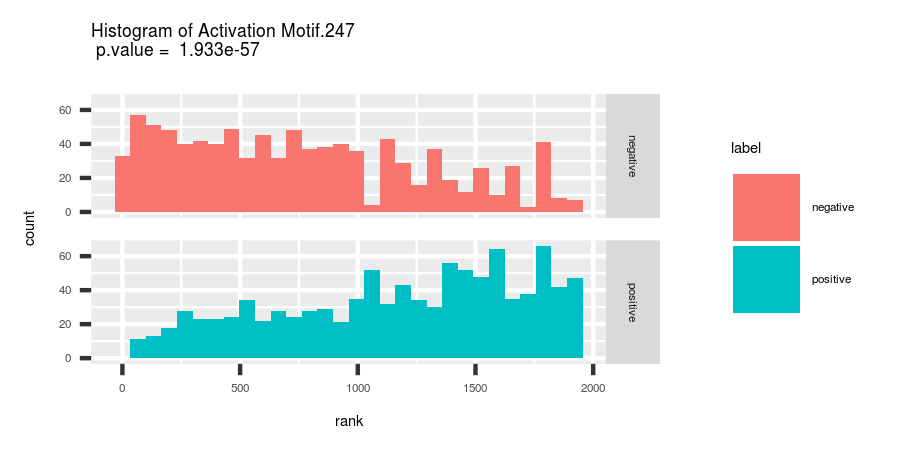 Histogram of Activation Motif.247
p.value = 1.933e-57
60
40
20
0
negative
60
40
20
0
positive
0 500 1000 1500 2000
rank
count
label
negative
positive